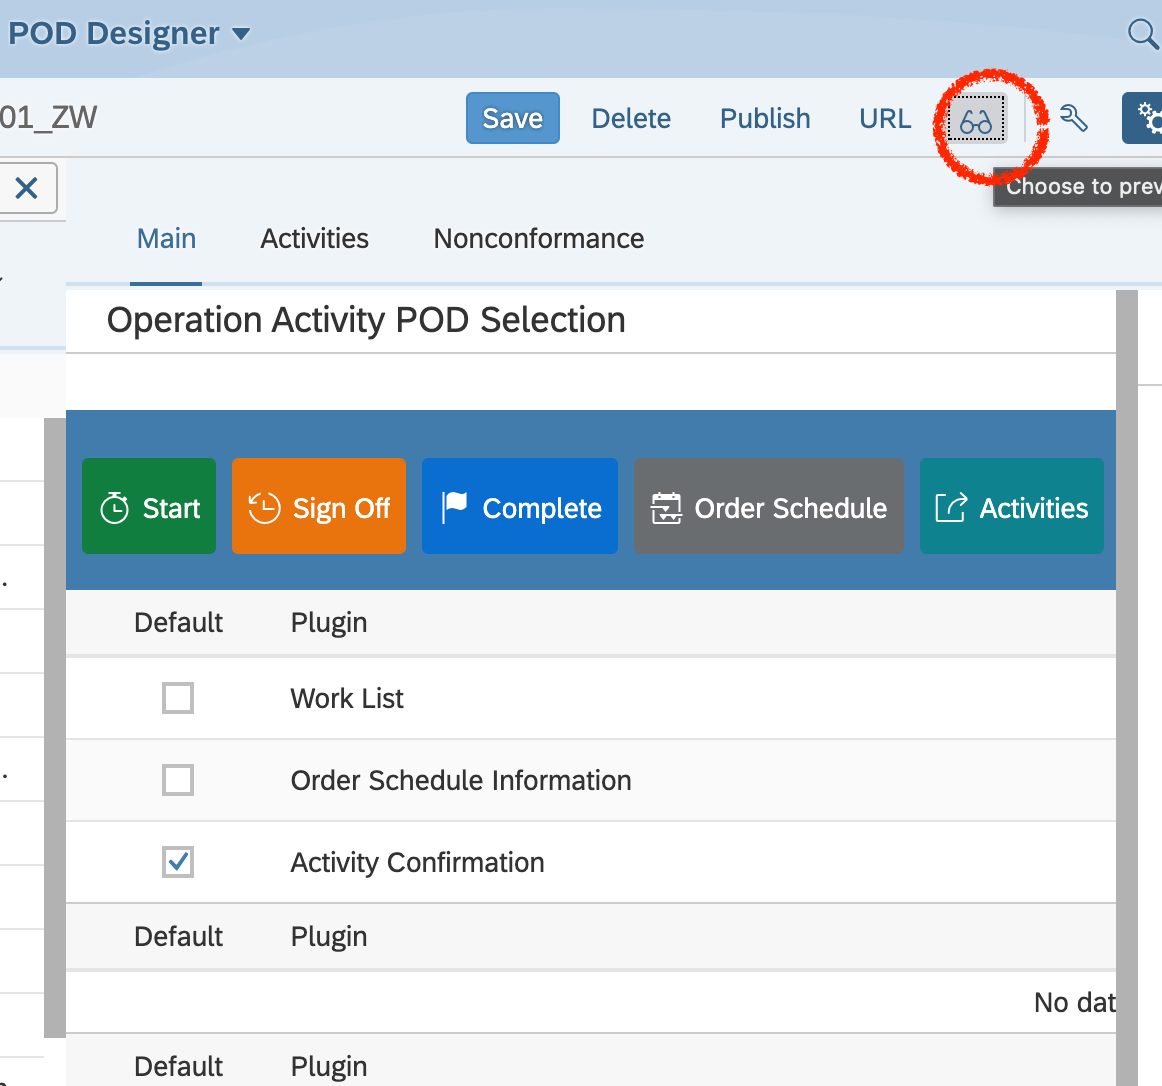 POD Designer
01_ZW
Save Delete Publish URL
Choose to prev
Main Activities Nonconformance
Operation Activity POD Selection
Start Sign Off Complete Order Schedule Activities
Default Plugin
Work List
Order Schedule Information
Activity Confirmation
Default Plugin
No dat
Default Plugin